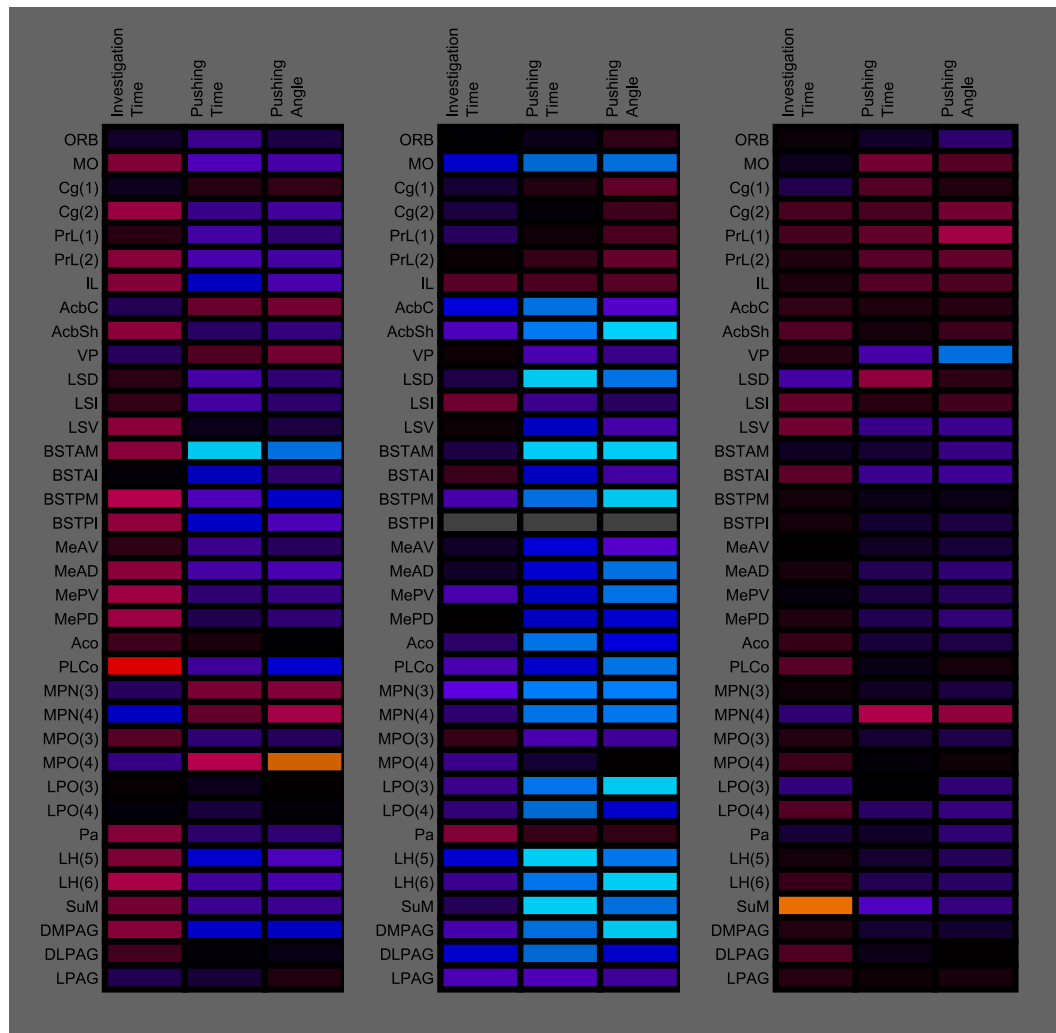 Investigation
Time
Pushing
Time
Pushing
Angle
Investigation
Time
Pushing
Time
Pushing
Angle
Investigation
Time
Pushing
Time
Pushing
Angle
ORB
MO
Cg(1)
Cg(2)
PrL(1)
PrL(2)
IL
AcbC
AcbSh
VP
LSD
LSI
LSV
BSTAM
BSTAI
BSTPM
BSTPI
MeAV
MeAD
MePV
MePD
Aco
PLCo
MPN(3)
MPN(4)
MPO(3)
MPO(4)
LPO(3)
LPO(4)
Pa
LH(5)
LH(6)
SuM
DMPAG
DLPAG
LPAG
ORB
MO
Cg(1)
Cg(2)
PrL(1)
PrL(2)
IL
AcbC
AcbSh
VP
LSD
LSI
LSV
BSTAM
BSTAI
BSTPM
BSTPI
MeAV
MeAD
MePV
MePD
Aco
PLCo
MPN(3)
MPN(4)
MPO(3)
MPO(4)
LPO(3)
LPO(4)
Pa
LH(5)
LH(6)
SuM
DMPAG
DLPAG
LPAG
ORB
MO
Cg(1)
Cg(2)
PrL(1)
PrL(2)
IL
AcbC
AcbSh
VP
LSD
LSI
LSV
BSTAM
BSTAI
BSTPM
BSTPI
MeAV
MeAD
MePV
MePD
Aco
PLCo
MPN(3)
MPN(4)
MPO(3)
MPO(4)
LPO(3)
LPO(4)
Pa
LH(5)
LH(6)
SuM
DMPAG
DLPAG
LPAG